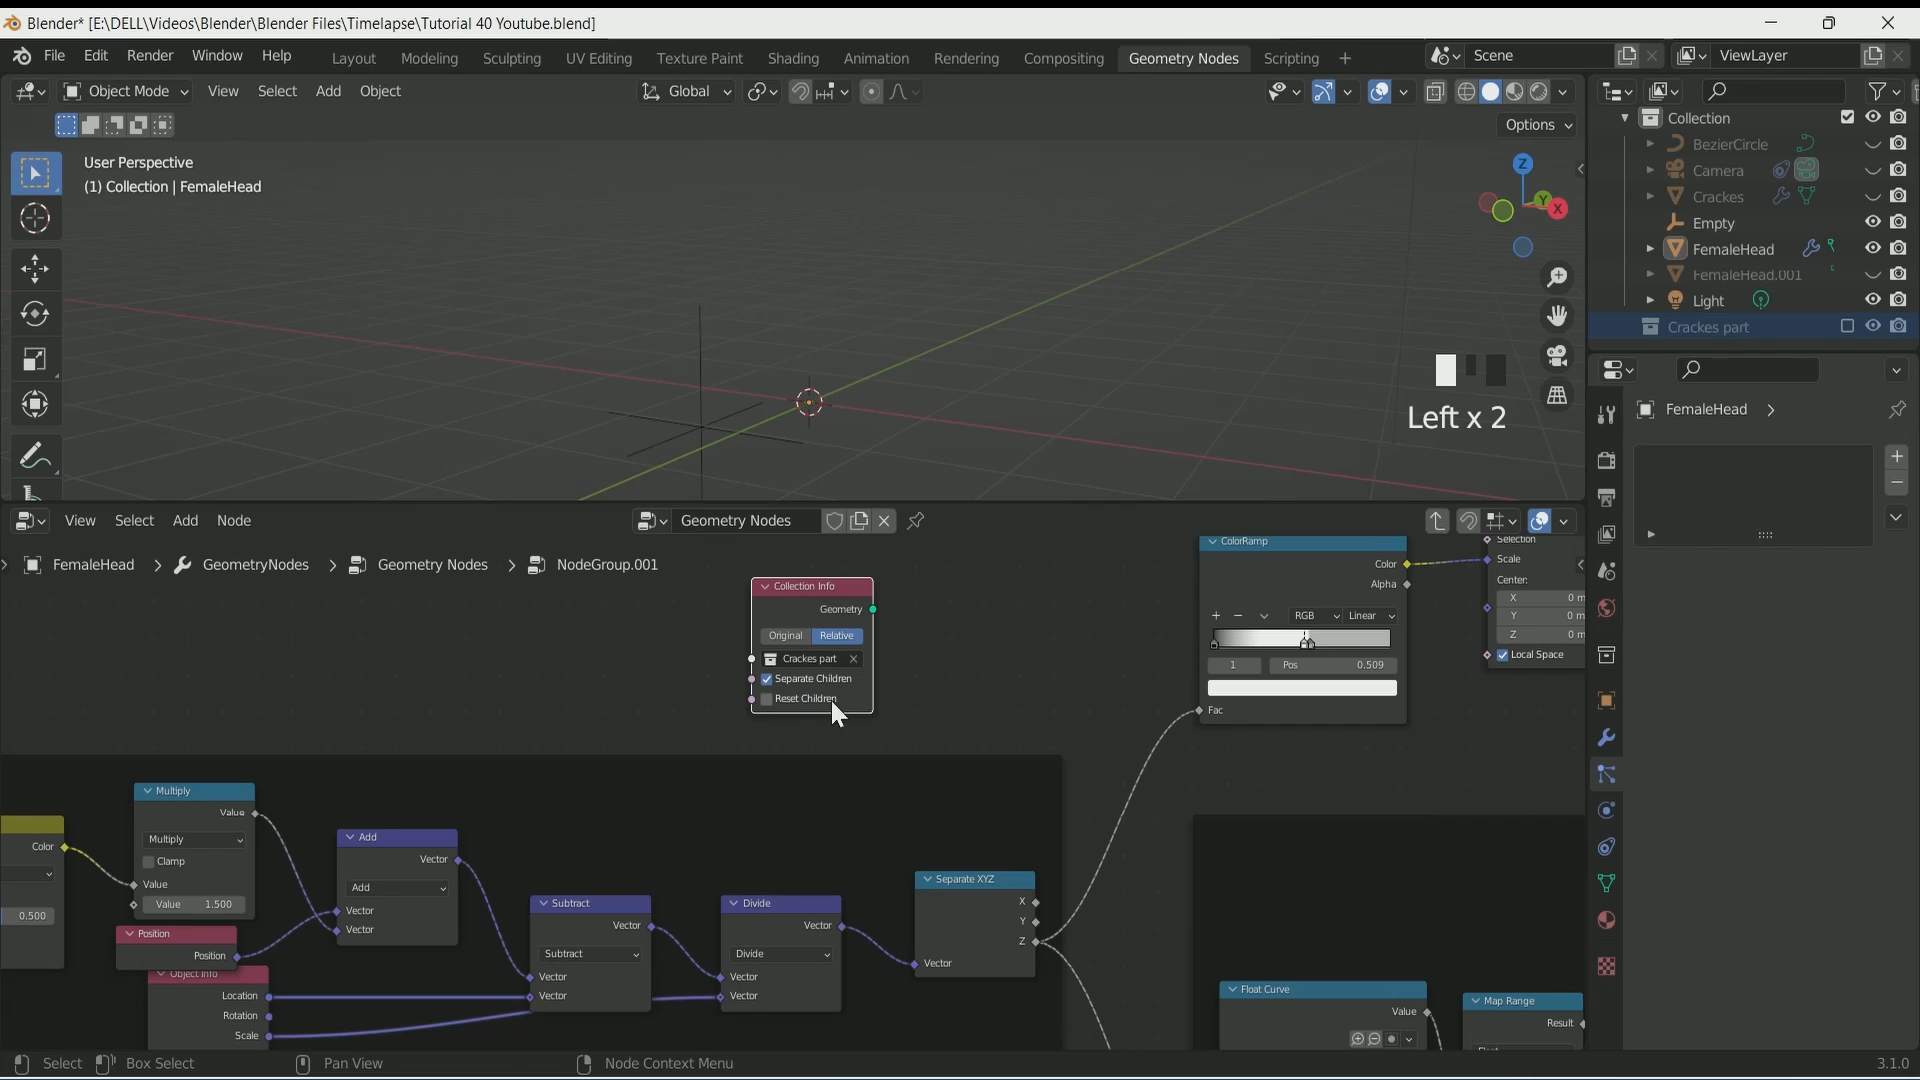 Blender* [E:\DELL\Videos\Blender\Blender Files\Timelapse\Tutorial 40 Youtube.blend]
File Edit Render Window Help Layout Modeling Sculpting UV Editing Texture Paint Shading Animation Rendering Compositing Geometry Nodes Scripting + Scene ViewLayer
Object Mode View Select Add Object Global
Options
User Perspective
(1) Collection | FemaleHead
Z
Y
X
Left x 2
Collection
BezierCircle
Camera
Crackes
Empty
FemaleHead
FemaleHead.001
Light
Crackes part
FemaleHead
View Select Add Node Geometry Nodes
FemaleHead > GeometryNodes > Geometry Nodes > NodeGroup.001
Collection Info
Geometry
Original Relative
Crackes part
Separate Children
Reset Children
ColorRamp
Color
Alpha
RGB Linear
1 Pos 0.509
Fac
Selection
Scale
Center:
X 0 m
Y 0 m
Z 0 m
Local Space
Color
0.500
Multiply
Value
Multiply
Clamp
Value
Value 1.500
Position
Position
Object Info
Location
Rotation
Scale
Add
Vector
Add
Vector
Vector
Subtract
Vector
Subtract
Vector
Vector
Divide
Vector
Divide
Vector
Vector
Separate XYZ
X
Y
Z
Vector
Float Curve
Value
Map Range
Result
Select Box Select Pan View Node Context Menu 3.1.0